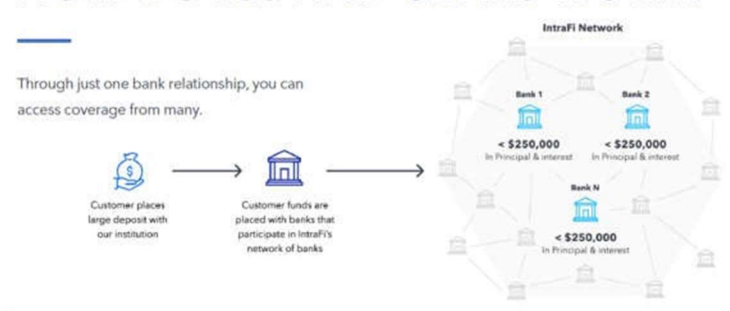 IntraFi Network
Through just one bank relationship, you can
access coverage from many.
Bank 1
Bank 2
< $250,000
In Principal & interest
< $250,000
In Principal & interest
$
Customer places
large deposit with
our institution
Customer funds are
placed with banks that
participate in IntraFi's
network of banks
Bank N
< $250,000
In Principal & interest